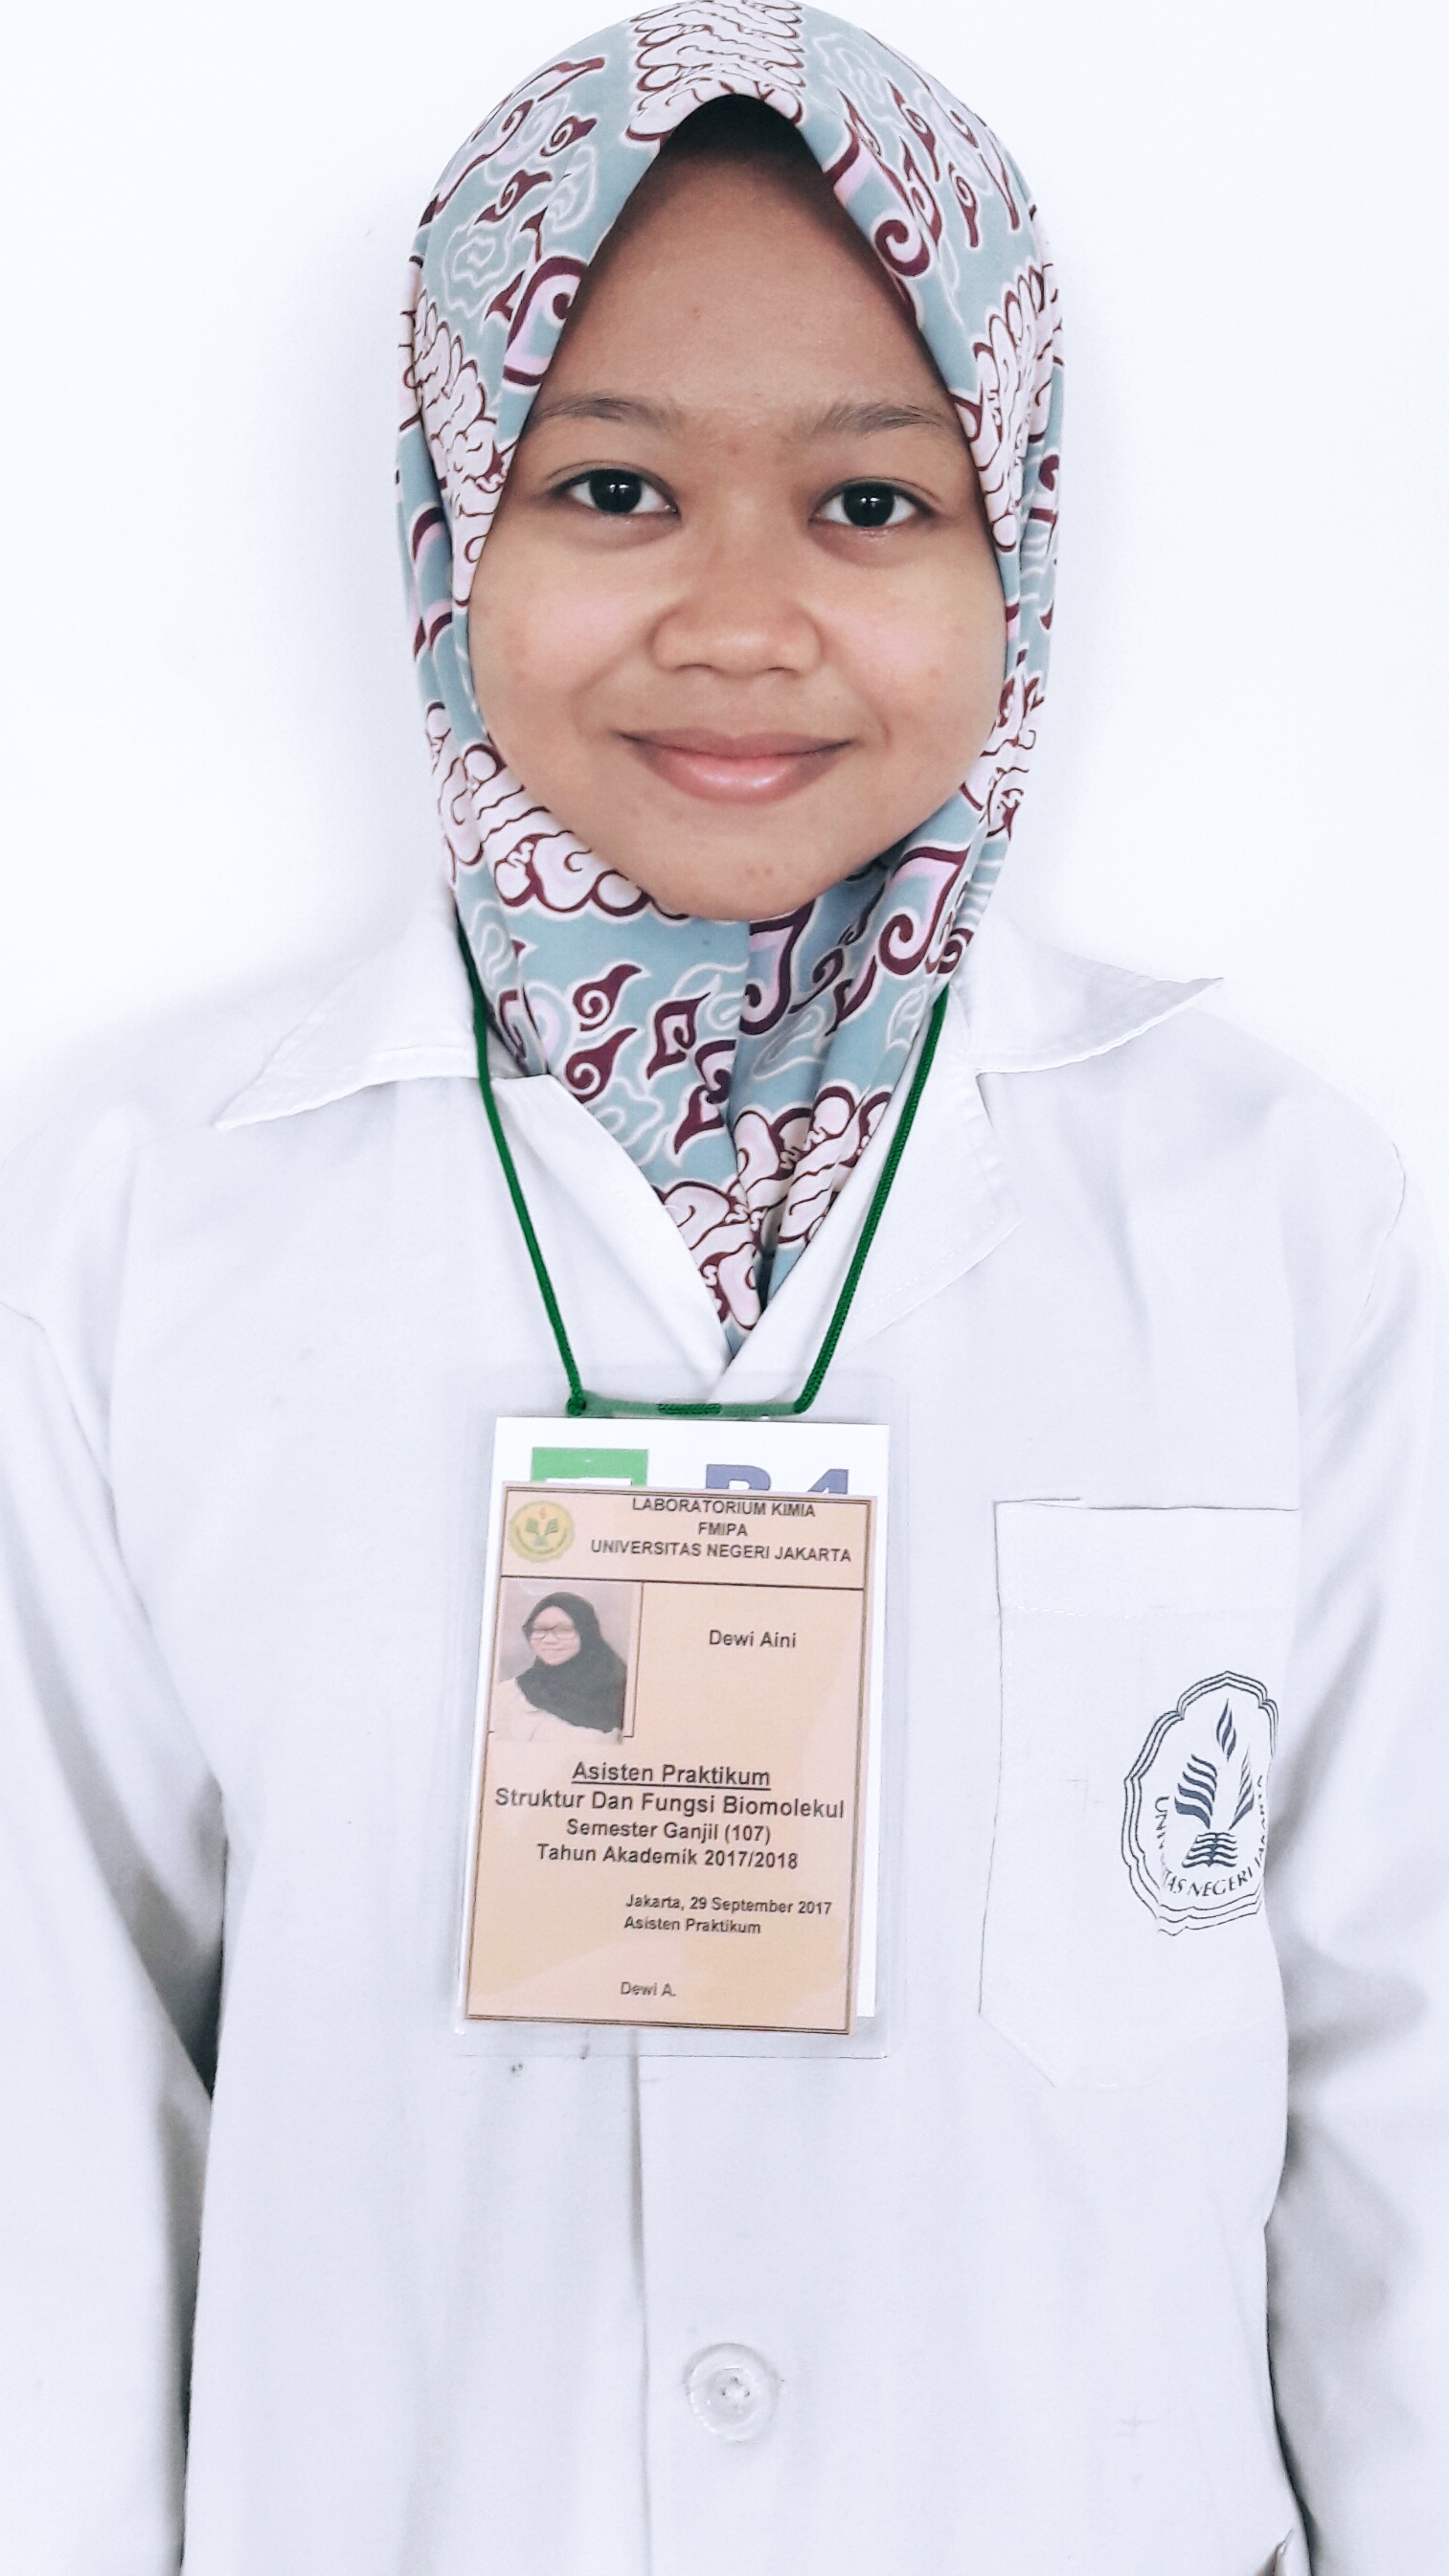 LABORATORIUM KIMIA
FMIPA
UNIVERSITAS NEGERI JAKARTA
Dewi Aini
Asisten Praktikum
Struktur Dan Fungsi Biomolekul
Semester Ganjil (107)
Tahun Akademik 2017/2018
Jakarta, 29 September 2017
Asisten Praktikum
Dewi A.
UNIVERSITAS NEGERI JAKARTA